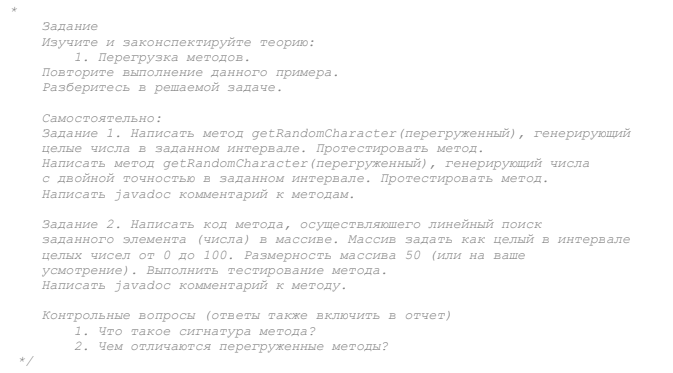 *
Задание
Изучите и законспектируйте теорию:
1. Перегрузка методов.
Повторите выполнение данного примера.
Разберитесь в решаемой задаче.
Самостоятельно:
Задание 1. Написать метод getRandomCharacter(перегруженный), генерирующий
целые числа в заданном интервале. Протестировать метод.
Написать метод getRandomCharacter(перегруженный), генерирующий числа
с двойной точностью в заданном интервале. Протестировать метод.
Написать javadoc комментарий к методам.
Задание 2. Написать код метода, осуществляюшего линейный поиск
заданного элемента (числа) в массиве. Массив задать как целый в интервале
целых чисел от 0 до 100. Размерность массива 50 (или на ваше
усмотрение). Выполнить тестирование метода.
Написать javadoc комментарий к методу.
Контрольные вопросы (ответы также включить в отчет)
1. Что такое сигнатура метода?
2. Чем отличаются перегруженные методы?
*/